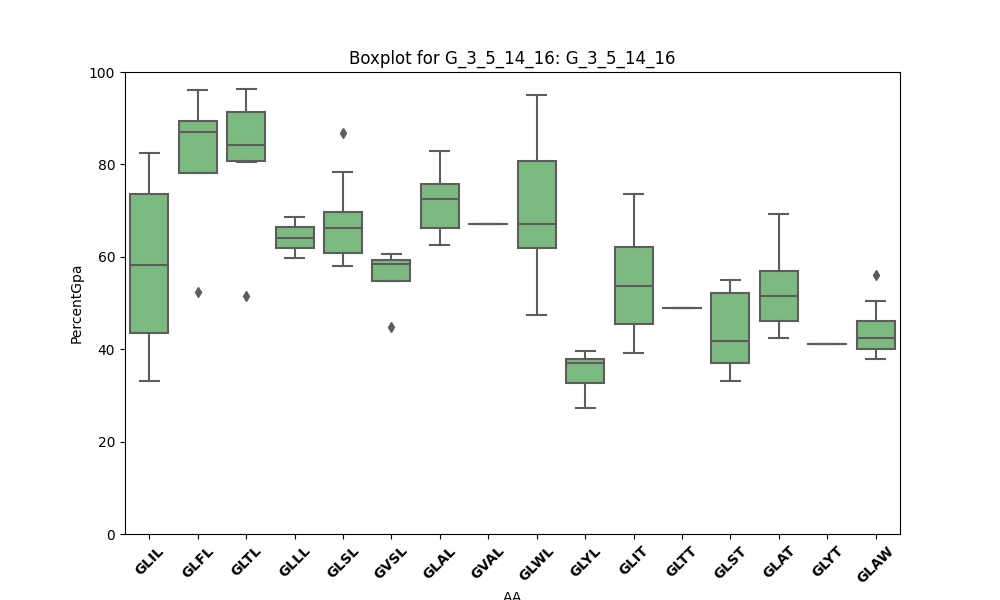 Boxplot for G_3_5_14_16: G_3_5_14_16
100
80
60
40
20
0
PercentGpa
GLIL GLFL GLTL GLLL GLSL GVSL GLAL GVAL GLWL GLYL GLIT GLTT GLST GLAT GLYT GLAW
AA